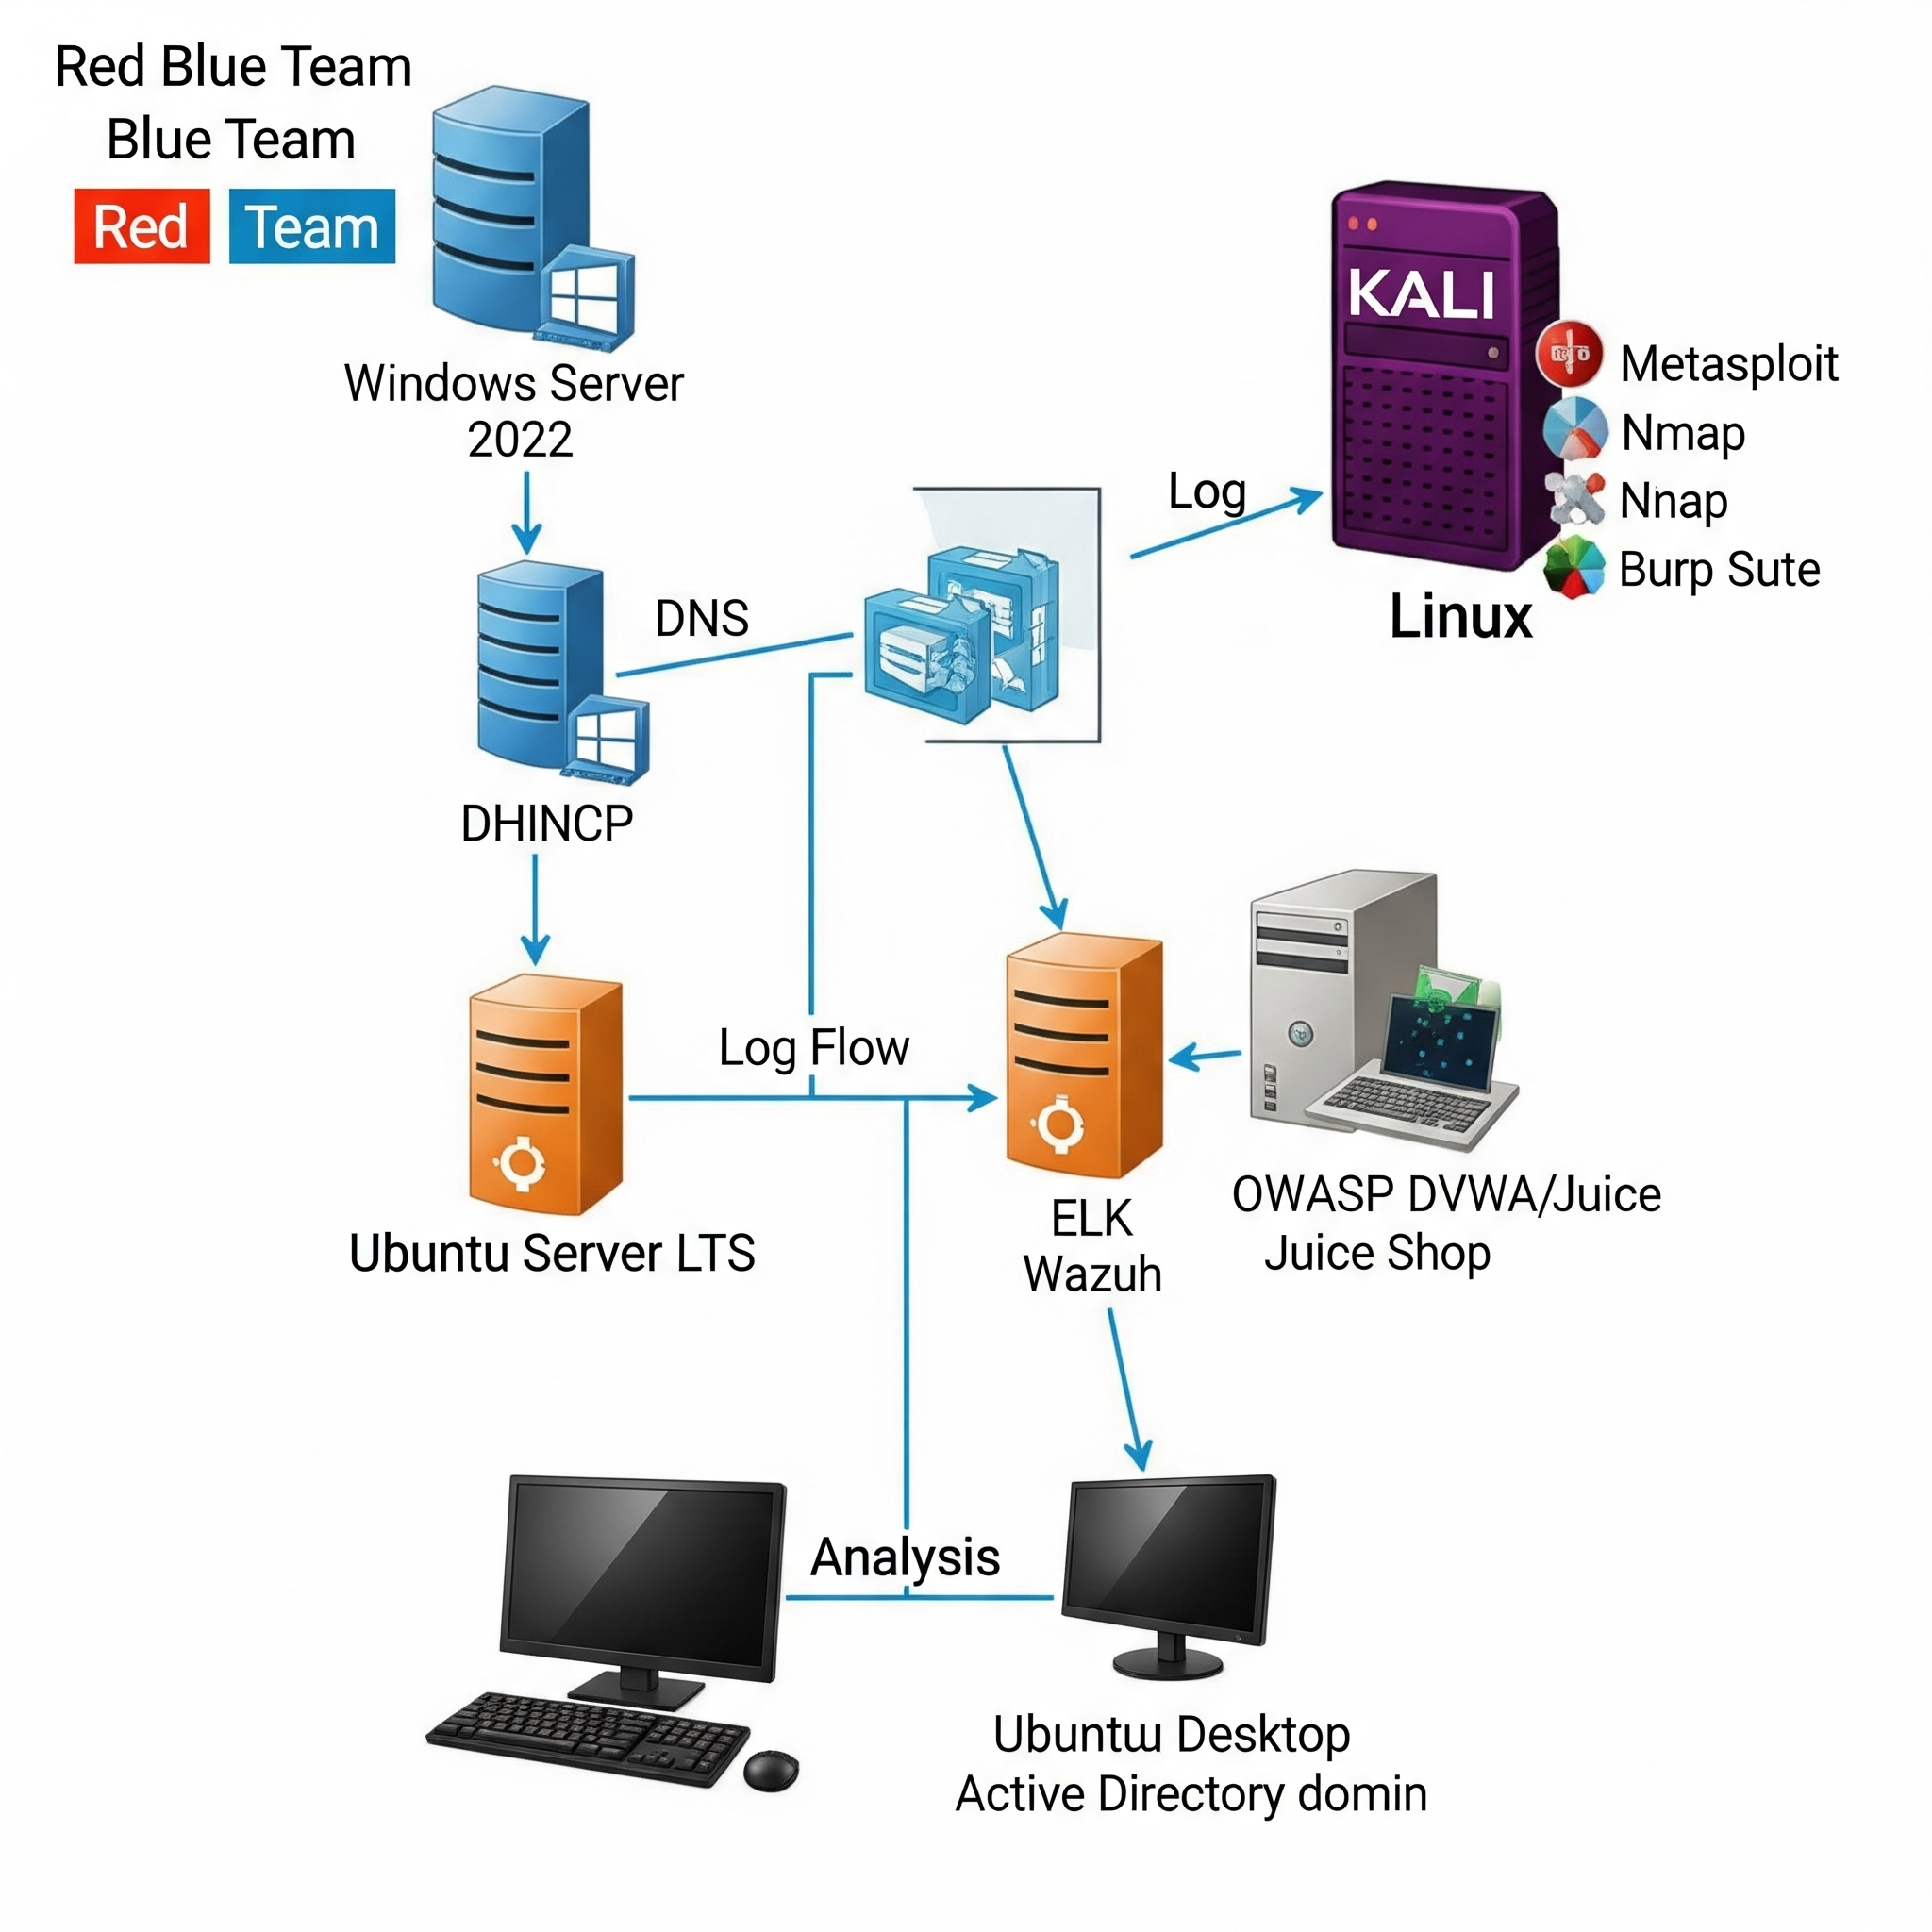 Red Blue Team
Blue Team
Red Team
Windows Server
2022
KALI
Metasploit
Nmap
Nnap
Burp Sute
Linux
Log
DNS
DHINCP
Log Flow
Ubuntu Server LTS
ELK
Wazuh
OWASP DVWA/Juice
Juice Shop
Analysis
Ubuntɯ Desktop
Active Directory domin